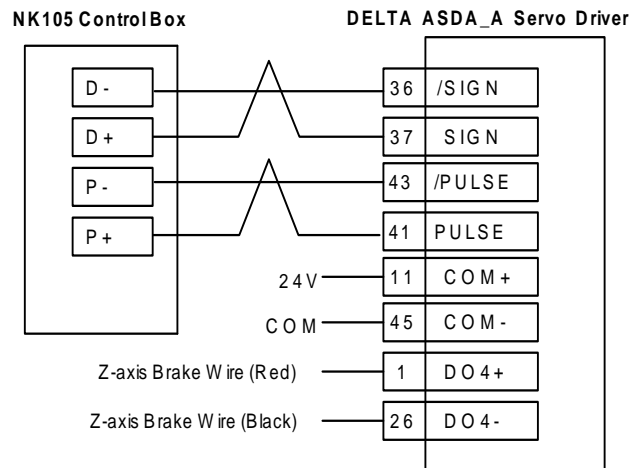 NK105 Control Box DELTA ASDA_A Servo Driver
D - 36 /SIGN
D + 37 SIGN
P - 43 /PULSE
P + 41 PULSE
24V 11 COM+
COM 45 COM-
Z-axis Brake Wire (Red) 1 DO4+
Z-axis Brake Wire (Black) 26 DO4-